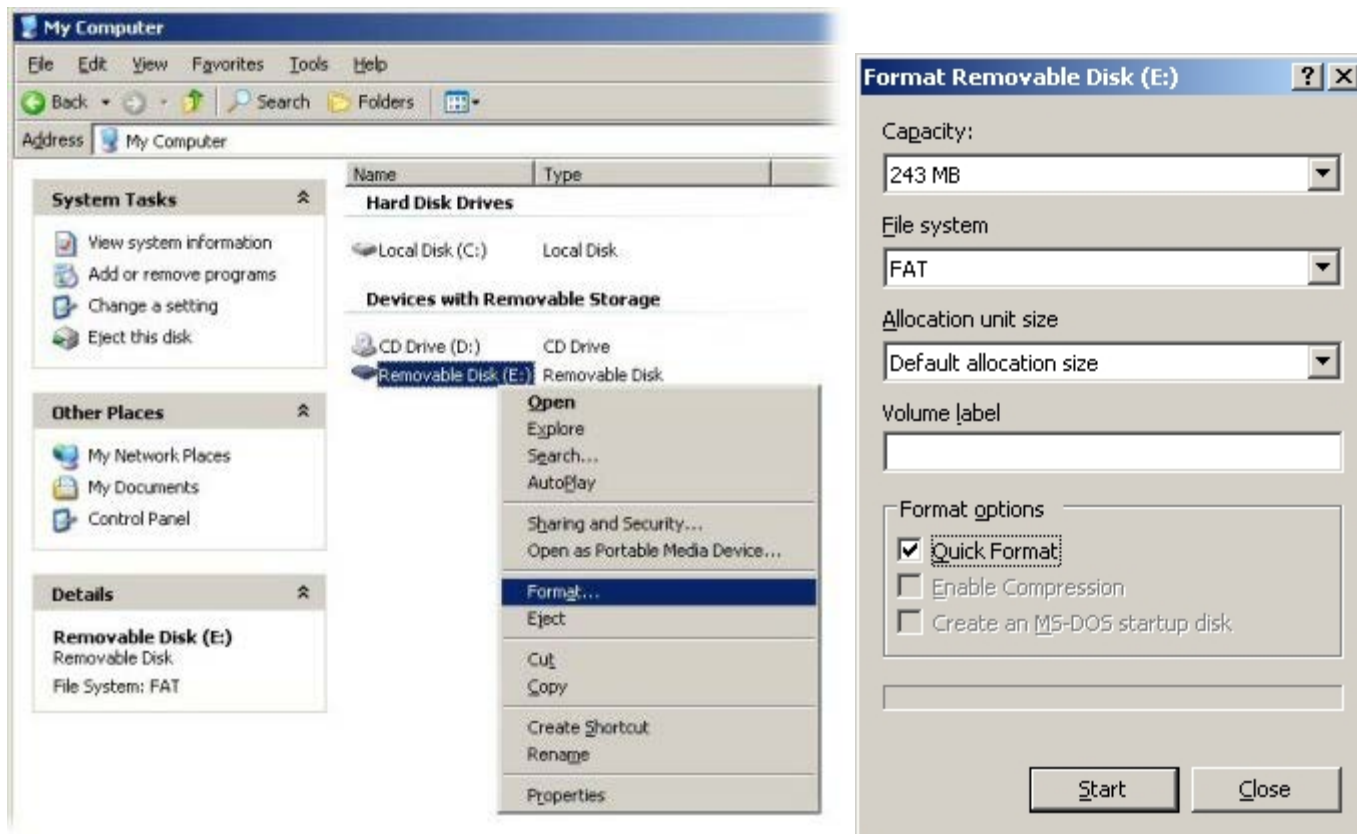 My Computer
File Edit View Favorites Tools Help
Back Search Folders
Address My Computer
System Tasks
View system information
Add or remove programs
Change a setting
Eject this disk
Other Places
My Network Places
My Documents
Control Panel
Details
Removable Disk (E:)
Removable Disk
File System: FAT
Name Type
Hard Disk Drives
Local Disk (C:) Local Disk
Devices with Removable Storage
CD Drive (D:) CD Drive
Removable Disk (E:) Removable Disk
Open
Explore
Search...
AutoPlay
Sharing and Security...
Open as Portable Media Device...
Format...
Eject
Cut
Copy
Create Shortcut
Rename
Properties
Format Removable Disk (E:)
Capacity:
243 MB
File system
FAT
Allocation unit size
Default allocation size
Volume label
Format options
Quick Format
Enable Compression
Create an MS-DOS startup disk
Start Close